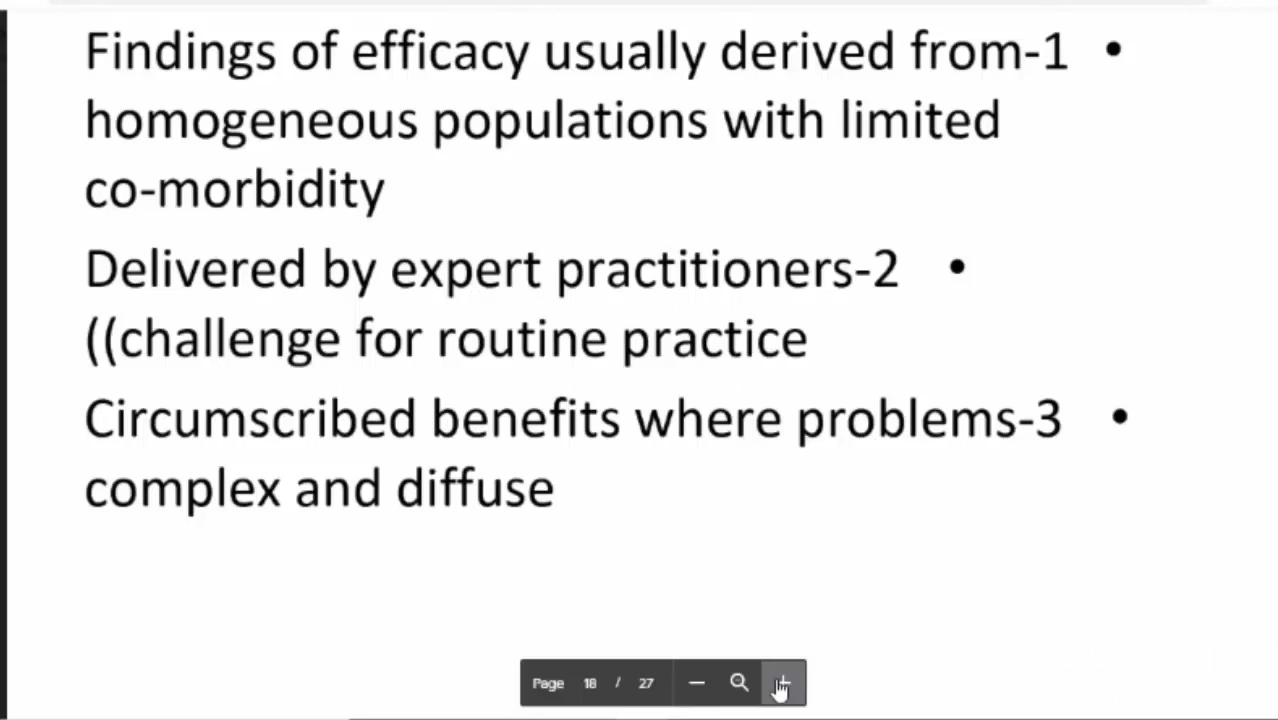 Findings of efficacy usually derived from-1 •
homogeneous populations with limited
co-morbidity
Delivered by expert practitioners-2 •
((challenge for routine practice
Circumscribed benefits where problems-3 •
complex and diffuse
Page 18 / 27